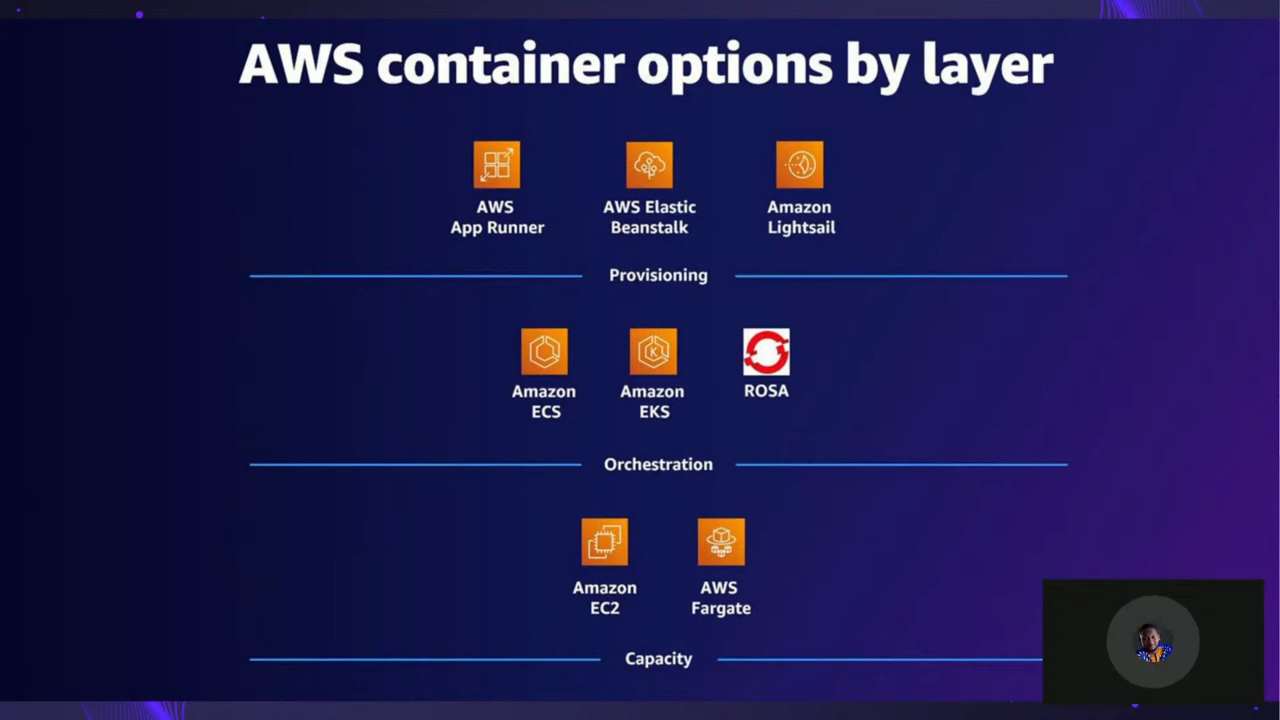 AWS container options by layer
AWS
App Runner
AWS Elastic
Beanstalk
Amazon
Lightsail
Provisioning
Amazon
ECS
Amazon
EKS
ROSA
Orchestration
Amazon
EC2
AWS
Fargate
Capacity